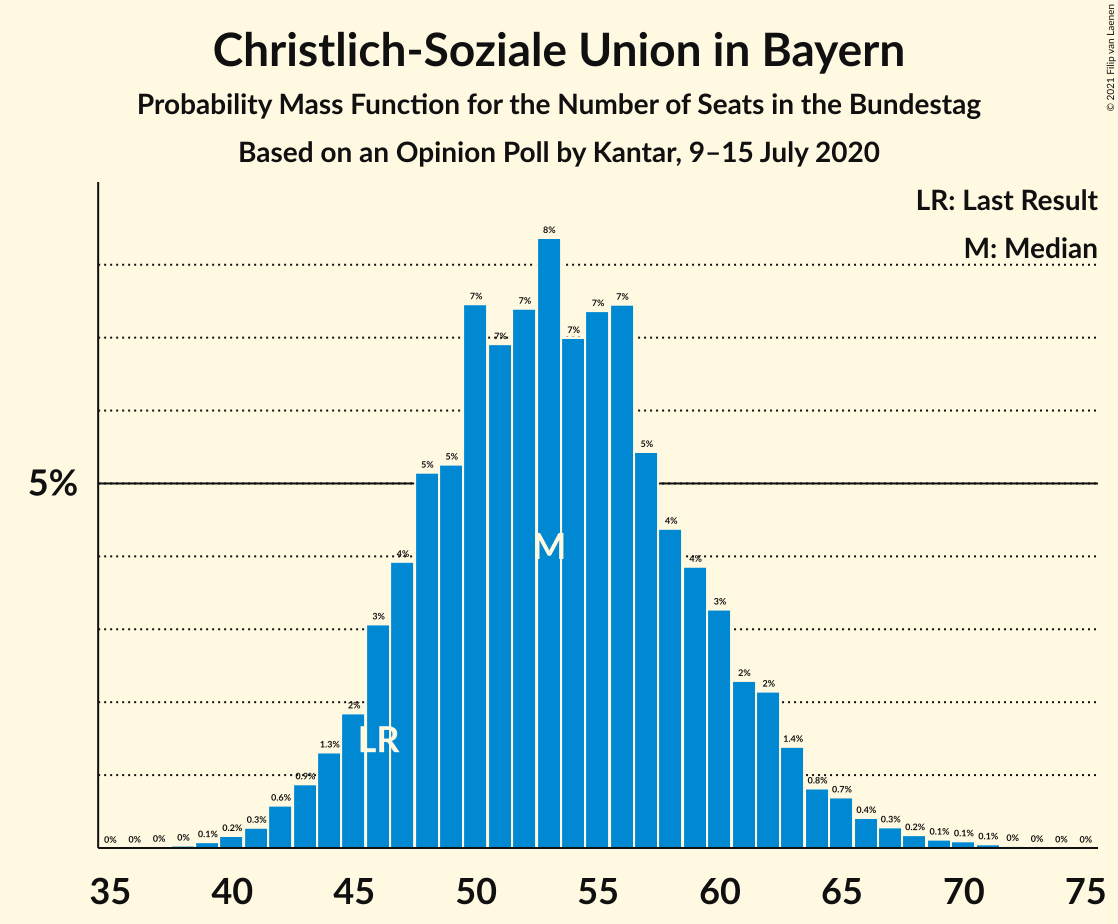 © 2021 Filip van Laenen
Christlich-Soziale Union in Bayern
Probability Mass Function for the Number of Seats in the Bundestag
Based on an Opinion Poll by Kantar, 9–15 July 2020
LR: Last Result
M: Median
5%
0% 0% 0% 0% 0.1% 0.2% 0.3% 0.6% 0.9% 1.3% 2% 3% 4% 5% 5% 7% 7% 7% 8% 7% 7% 7% 5% 4% 4% 3% 2% 2% 1.4% 0.8% 0.7% 0.4% 0.3% 0.2% 0.1% 0.1% 0.1% 0% 0% 0% 0%
M
LR
35 40 45 50 55 60 65 70 75